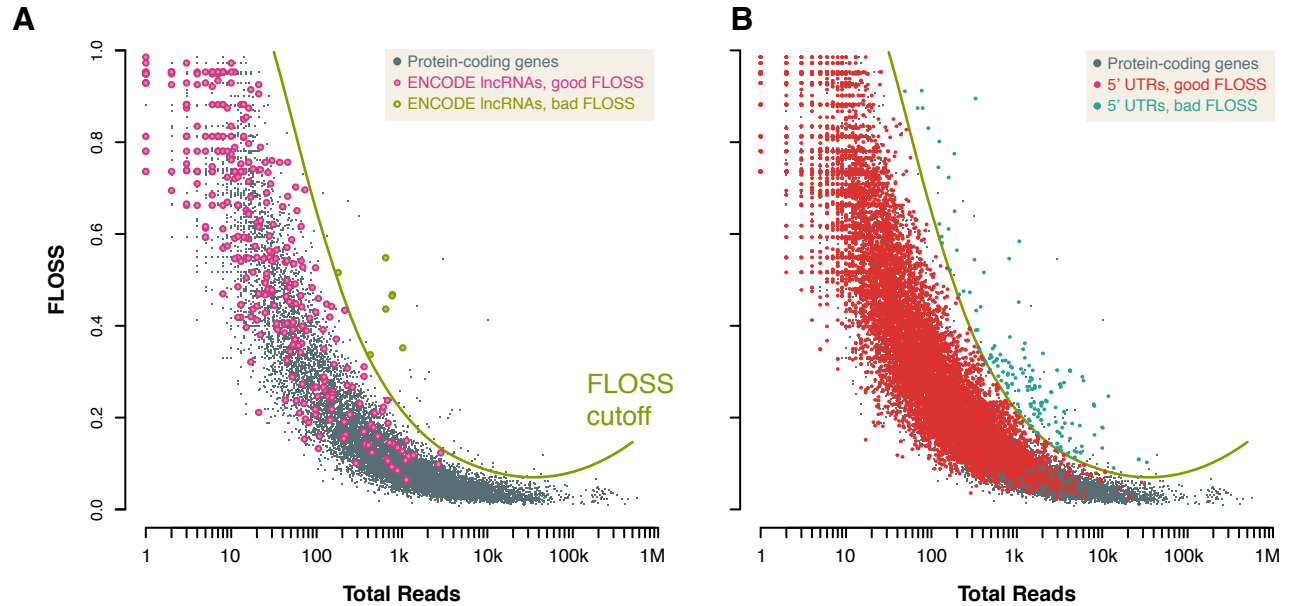 A
B
Protein-coding genes
ENCODE lncRNAs, good FLOSS
ENCODE lncRNAs, bad FLOSS
FLOSS
1.0
0.8
0.6
0.4
0.2
0.0
FLOSS
cutoff
1 10 100 1k 10k 100k 1M
Total Reads
Protein-coding genes
5' UTRs, good FLOSS
5' UTRs, bad FLOSS
1 10 100 1k 10k 100k 1M
Total Reads